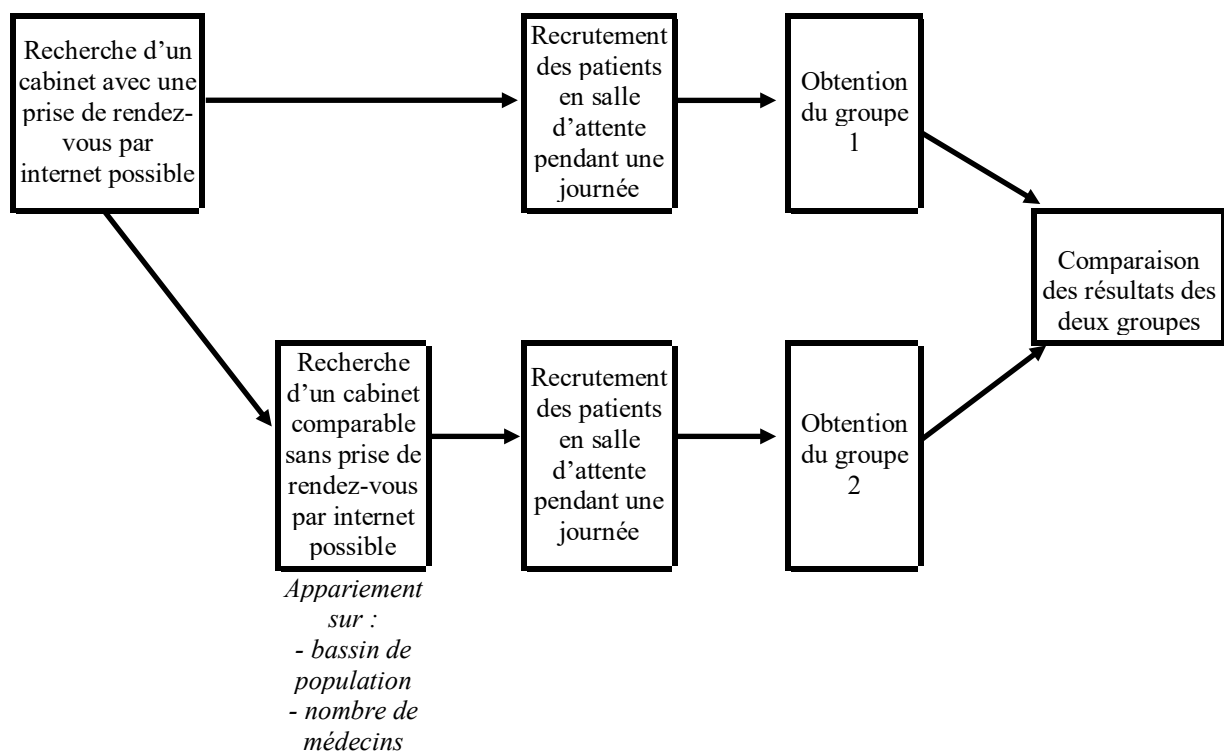 Recherche d’un
cabinet avec une
prise de rendez-
vous par
internet possible
Recrutement
des patients
en salle
d’attente
pendant une
journée
Obtention
du groupe
1
Comparaison
des résultats des
deux groupes
Recherche
d’un cabinet
comparable
sans prise de
rendez-vous
par internet
possible
Appariement
sur :
- bassin de
population
- nombre de
médecins
Recrutement
des patients
en salle
d’attente
pendant une
journée
Obtention
du groupe
2